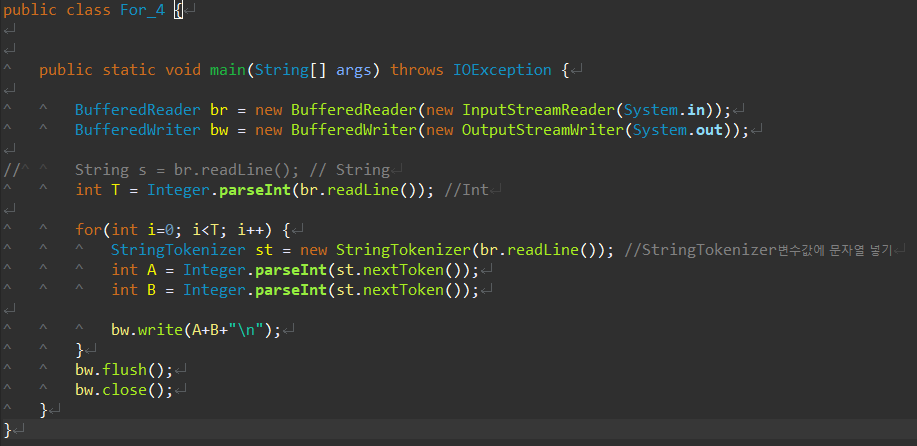 public class For_4 {
public static void main(String[] args) throws IOException {
BufferedReader br = new BufferedReader(new InputStreamReader(System.in));
BufferedWriter bw = new BufferedWriter(new OutputStreamWriter(System.out));
// String s = br.readLine(); // String
int T = Integer.parseInt(br.readLine()); //Int
for(int i=0; i<T; i++) {
StringTokenizer st = new StringTokenizer(br.readLine()); //StringTokenizer변수값에 문자열 넣기
int A = Integer.parseInt(st.nextToken());
int B = Integer.parseInt(st.nextToken());
bw.write(A+B+"\n");
}
bw.flush();
bw.close();
}
}